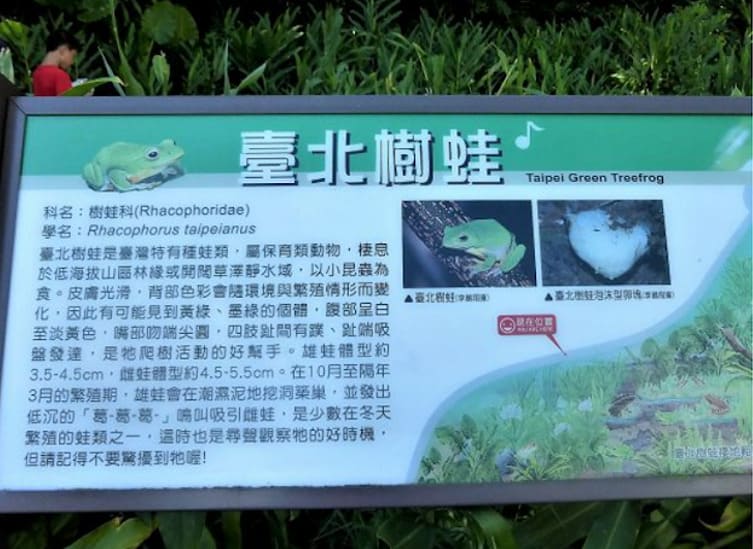 臺北樹蛙
Taipei Green Treefrog
科名：樹蛙科(Rhacophoridae)
學名：Rhacophorus taipeianus
臺北樹蛙是臺灣特有種蛙類，屬保育類動物，棲息
於低海拔山區林緣或開闊草澤靜水域，以小昆蟲為
食。皮膚光滑，背部色彩會隨環境與繁殖情形而變
化，因此有可能見到黃綠、墨綠的個體，腹部呈白
至淡黃色，嘴部吻端尖圓，四肢趾間有蹼、趾端吸
盤發達，是牠爬樹活動的好幫手。雄蛙體型約
3.5-4.5cm，雌蛙體型約4.5-5.5cm。在10月至隔年
3月的繁殖期，雄蛙會在潮濕泥地挖洞築巢，並發出
低沉的「葛-葛-葛-」鳴叫吸引雌蛙，是少數在冬天
繁殖的蛙類之一，這時也是尋聲觀察牠的好時機，
但請記得不要驚擾到牠喔!
▲臺北樹蛙
▲臺北樹蛙泡沫型卵塊
現在位置
YOU ARE HERE
臺北樹蛙棲地